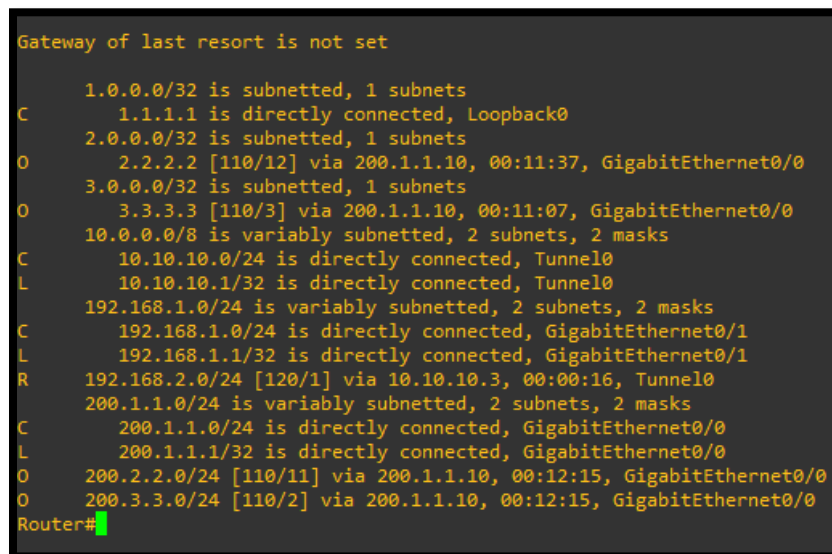 Gateway of last resort is not set
1.0.0.0/32 is subnetted, 1 subnets
C 1.1.1.1 is directly connected, Loopback0
2.0.0.0/32 is subnetted, 1 subnets
O 2.2.2.2 [110/12] via 200.1.1.10, 00:11:37, GigabitEthernet0/0
3.0.0.0/32 is subnetted, 1 subnets
O 3.3.3.3 [110/3] via 200.1.1.10, 00:11:07, GigabitEthernet0/0
10.0.0.0/8 is variably subnetted, 2 subnets, 2 masks
C 10.10.10.0/24 is directly connected, Tunnel0
L 10.10.10.1/32 is directly connected, Tunnel0
192.168.1.0/24 is variably subnetted, 2 subnets, 2 masks
C 192.168.1.0/24 is directly connected, GigabitEthernet0/1
L 192.168.1.1/32 is directly connected, GigabitEthernet0/1
R 192.168.2.0/24 [120/1] via 10.10.10.3, 00:00:16, Tunnel0
200.1.1.0/24 is variably subnetted, 2 subnets, 2 masks
C 200.1.1.0/24 is directly connected, GigabitEthernet0/0
L 200.1.1.1/32 is directly connected, GigabitEthernet0/0
O 200.2.2.0/24 [110/11] via 200.1.1.10, 00:12:15, GigabitEthernet0/0
O 200.3.3.0/24 [110/2] via 200.1.1.10, 00:12:15, GigabitEthernet0/0
Router#